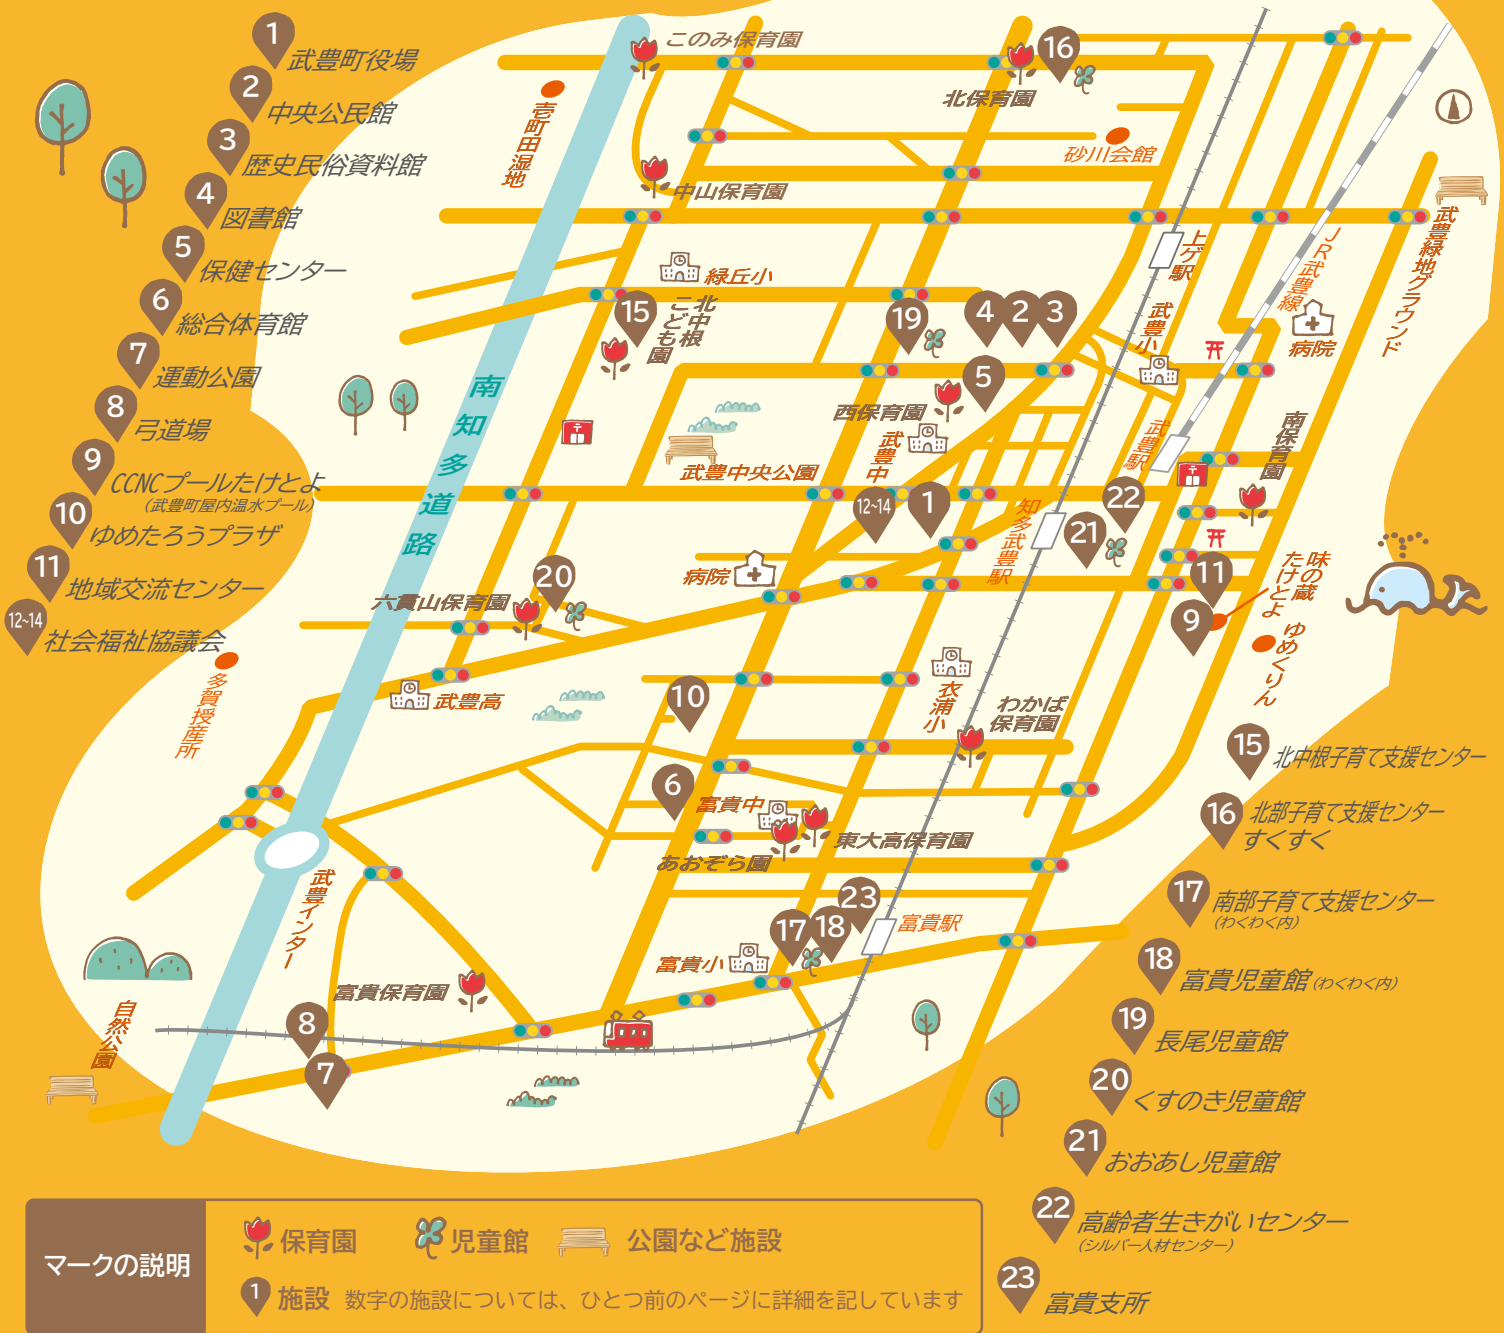 1 武豊町役場
2 中央公民館
3 歴史民俗資料館
4 図書館
5 保健センター
6 総合体育館
7 運動公園
8 弓道場
9 CCNCプールたけとよ
(武豊町屋内温水プール)
10 ゆめたろうプラザ
11 地域交流センター
12~14 社会福祉協議会
このみ保育園
16
北保育園
壱町田湿地
砂川会館
中山保育園
武豊緑地グラウンド
上ゲ駅
JR武豊線
緑丘小
15
北中根
こども園
19
4
2
3
武豊小
病院
南知多道路
5
西保育園
武豊中
武豊中央公園
武豊駅
南保育園
12~14
1
22
21
知多武豊駅
病院
20
六貫山保育園
11
9
味の蔵
たけとよ
ゆめくりん
多賀授産所
武豊高
10
衣浦小
わかば
保育園
6
富貴中
あおぞら園
東大高保育園
武豊インター
23
17
18
富貴駅
富貴小
富貴保育園
自然公園
8
7
15 北中根子育て支援センター
16 北部子育て支援センター
すくすく
17 南部子育て支援センター
(わくわく内)
18 富貴児童館(わくわく内)
19 長尾児童館
20 くすのき児童館
21 おおあし児童館
22 高齢者生きがいセンター
(シルバー人材センター)
23 富貴支所
マークの説明
保育園
児童館
公園など施設
1 施設 数字の施設については、ひとつ前のページに詳細を記しています